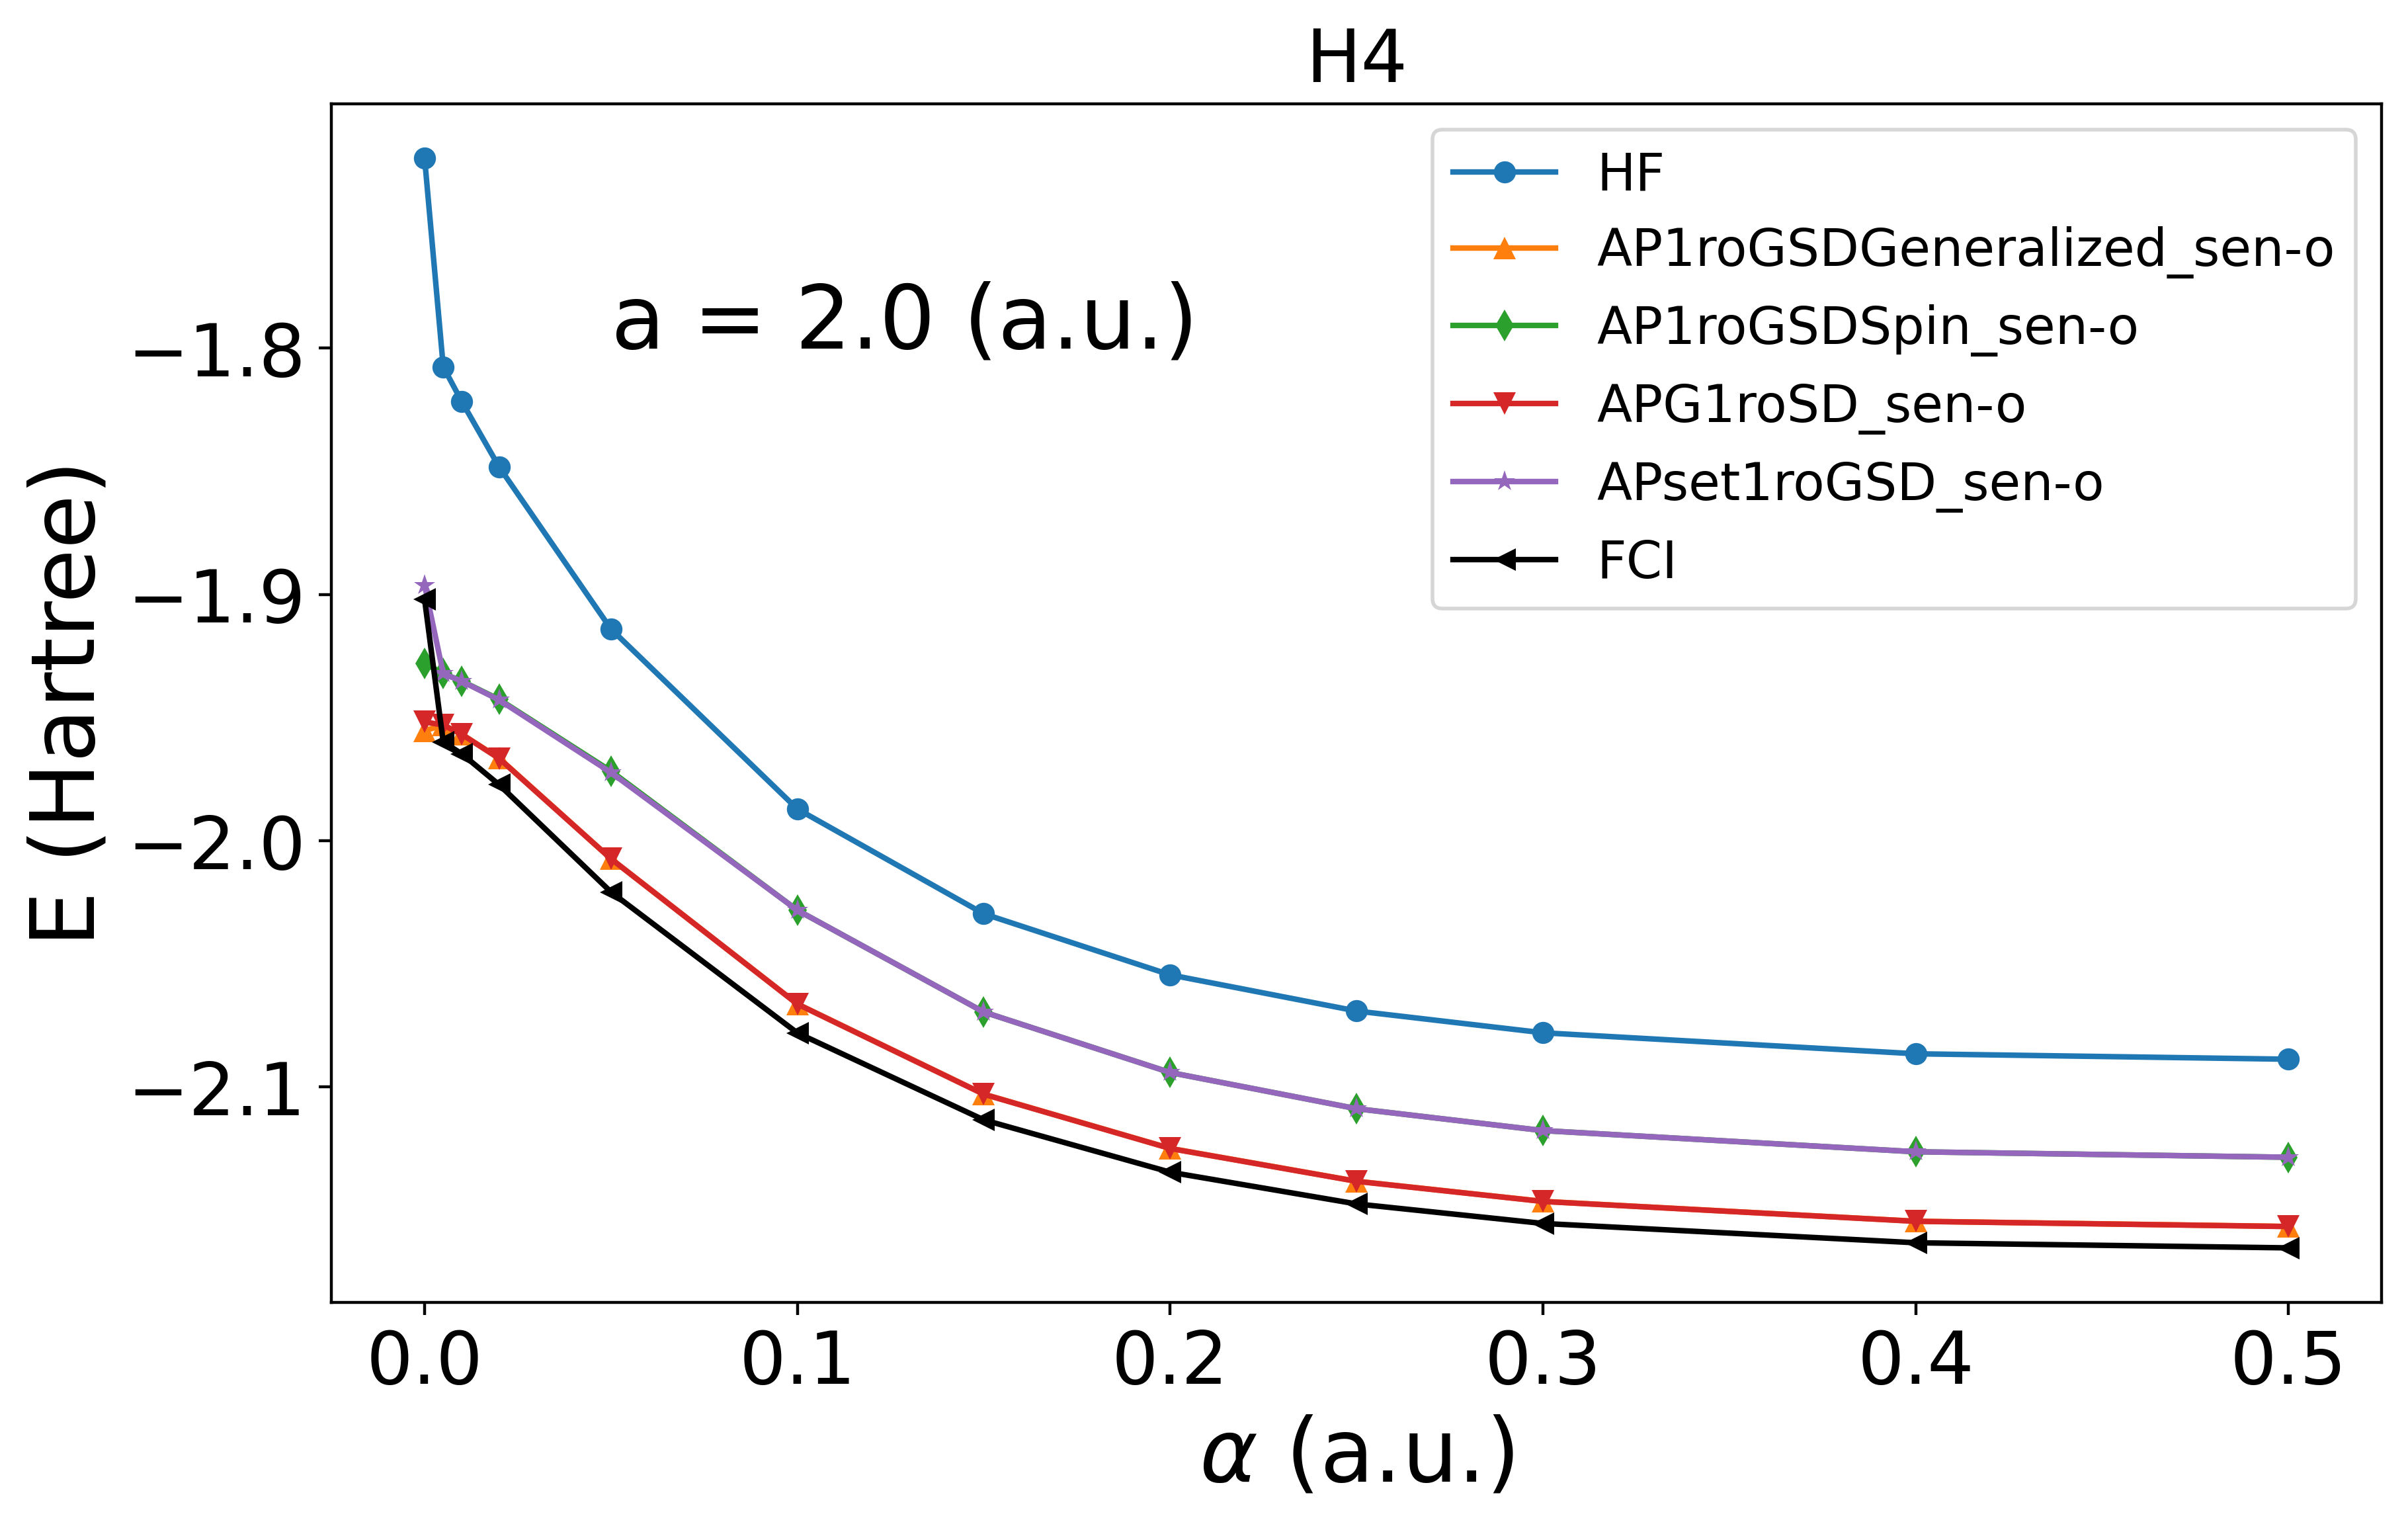 H4
HF
AP1roGSDGeneralized_sen-o
a = 2.0 (a.u.)
AP1roGSDSpin_sen-o
APG1roSD_sen-o
APset1roGSD_sen-o
FCI
E (Hartree)
−1.8
−1.9
−2.0
−2.1
0.0 0.1 0.2 0.3 0.4 0.5
α (a.u.)